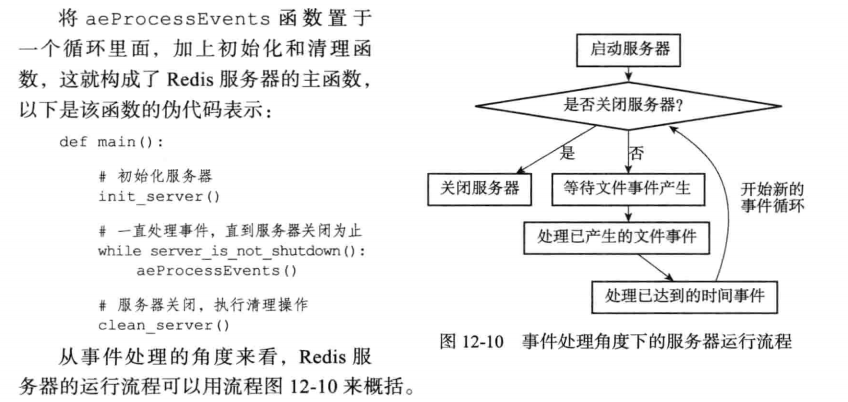 将 aeProcessEvents 函数置于
一个循环里面，加上初始化和清理函
数，这就构成了 Redis 服务器的主函数，
以下是该函数的伪代码表示：
def main():
# 初始化服务器
init_server()
# 一直处理事件，直到服务器关闭为止
while server_is_not_shutdown():
aeProcessEvents()
# 服务器关闭，执行清理操作
clean_server()
从事件处理的角度来看，Redis 服
务器的运行流程可以用流程图 12-10 来概括。
启动服务器
是否关闭服务器？
是
否
关闭服务器
等待文件事件产生
开始新的
事件循环
处理已产生的文件事件
处理已达到的时间事件
图 12-10 事件处理角度下的服务器运行流程